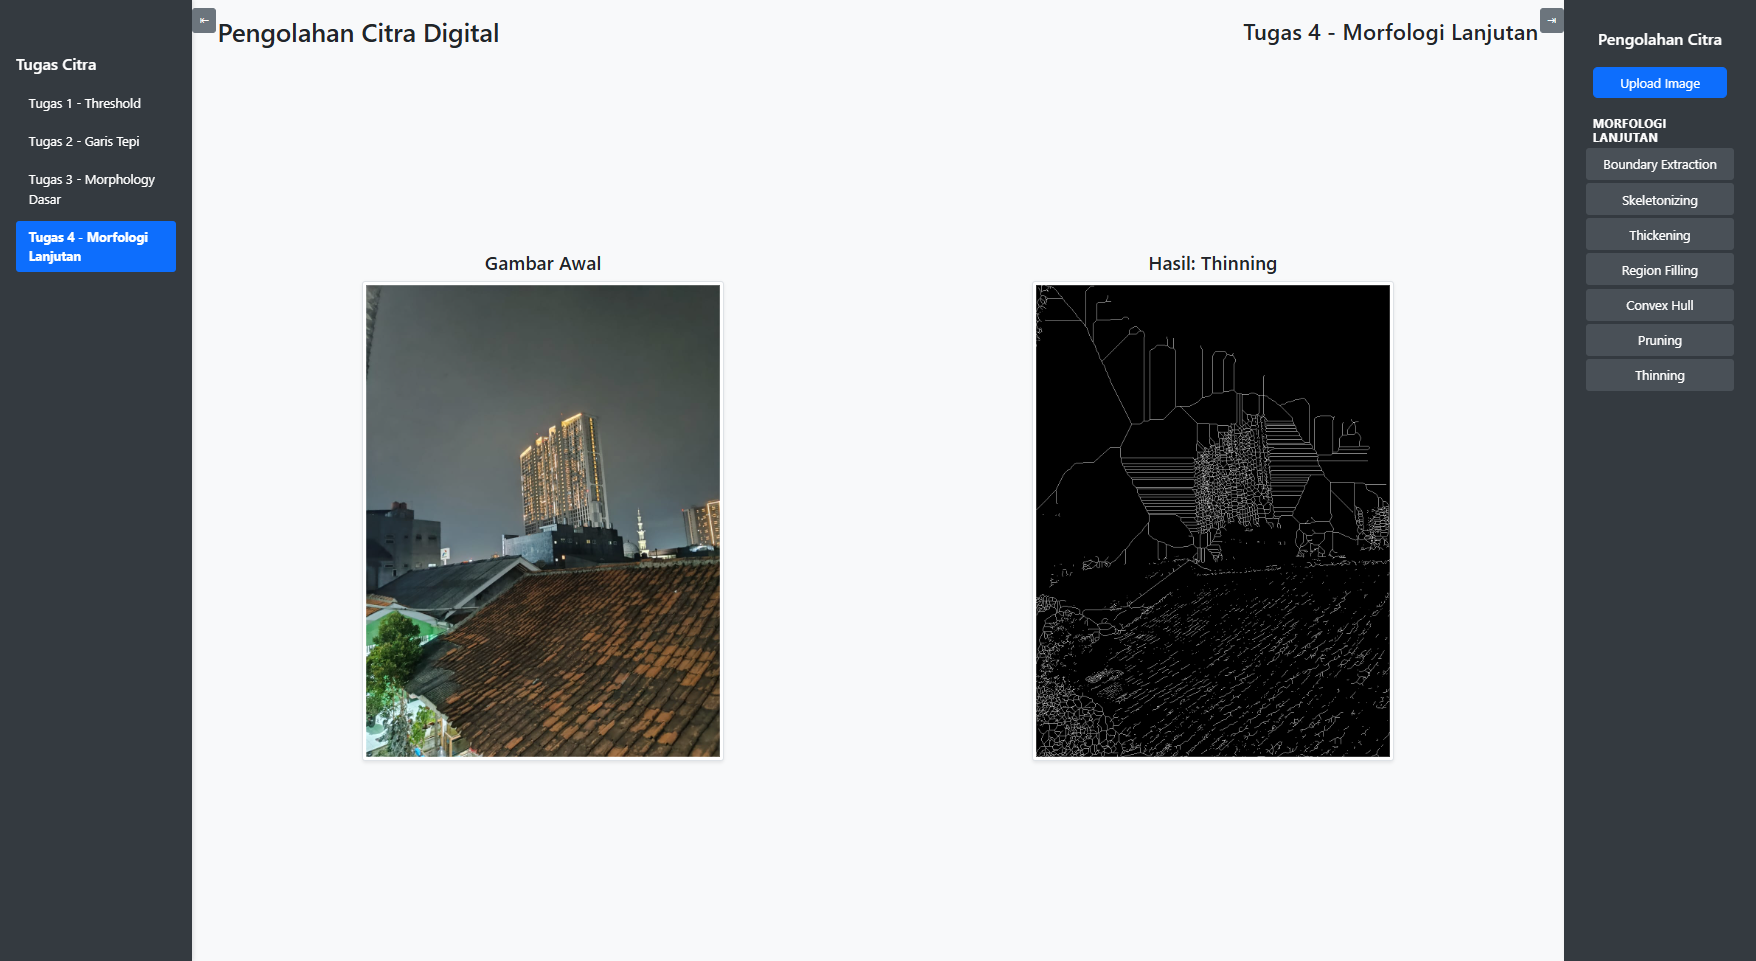 Tugas Citra
Tugas 1 - Threshold
Tugas 2 - Garis Tepi
Tugas 3 - Morphology
Dasar
Tugas 4 - Morfologi
Lanjutan
Pengolahan Citra Digital
Tugas 4 - Morfologi Lanjutan
Gambar Awal
Hasil: Thinning
Pengolahan Citra
Upload Image
MORFOLOGI
LANJUTAN
Boundary Extraction
Skeletonizing
Thickening
Region Filling
Convex Hull
Pruning
Thinning